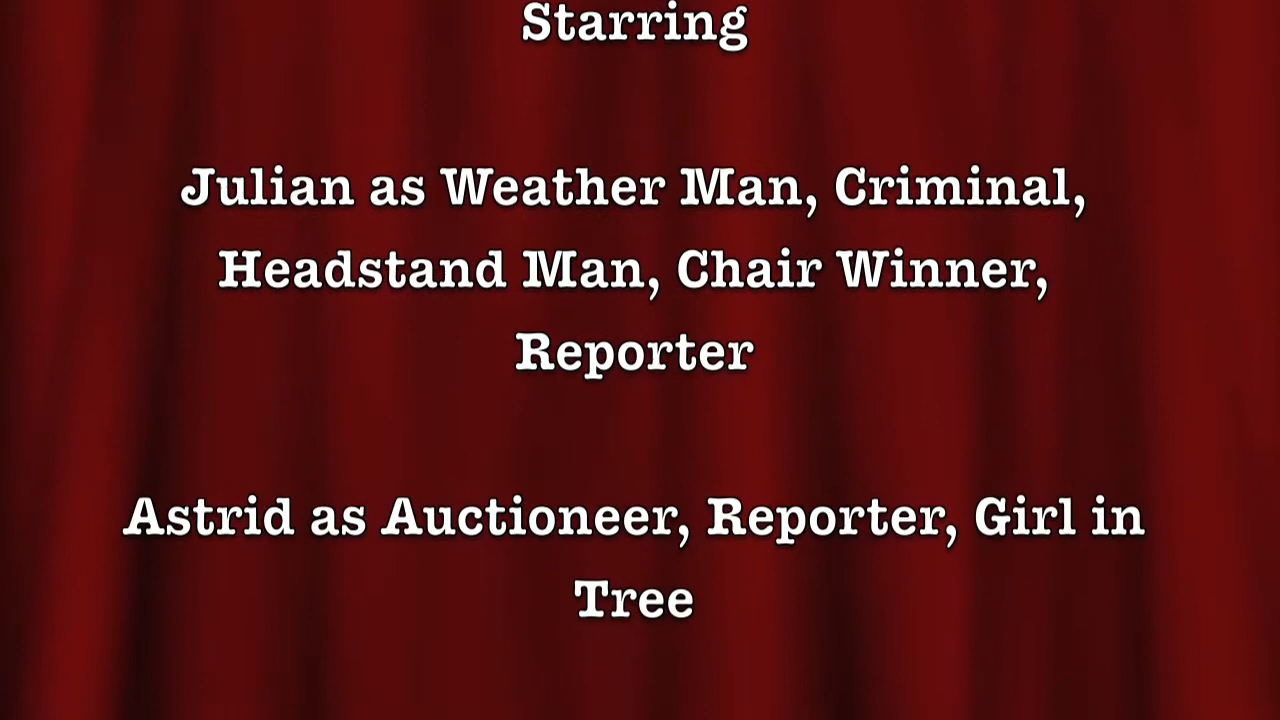 Starring
Julian as Weather Man, Criminal,
Headstand Man, Chair Winner,
Reporter
Astrid as Auctioneer, Reporter, Girl in
Tree